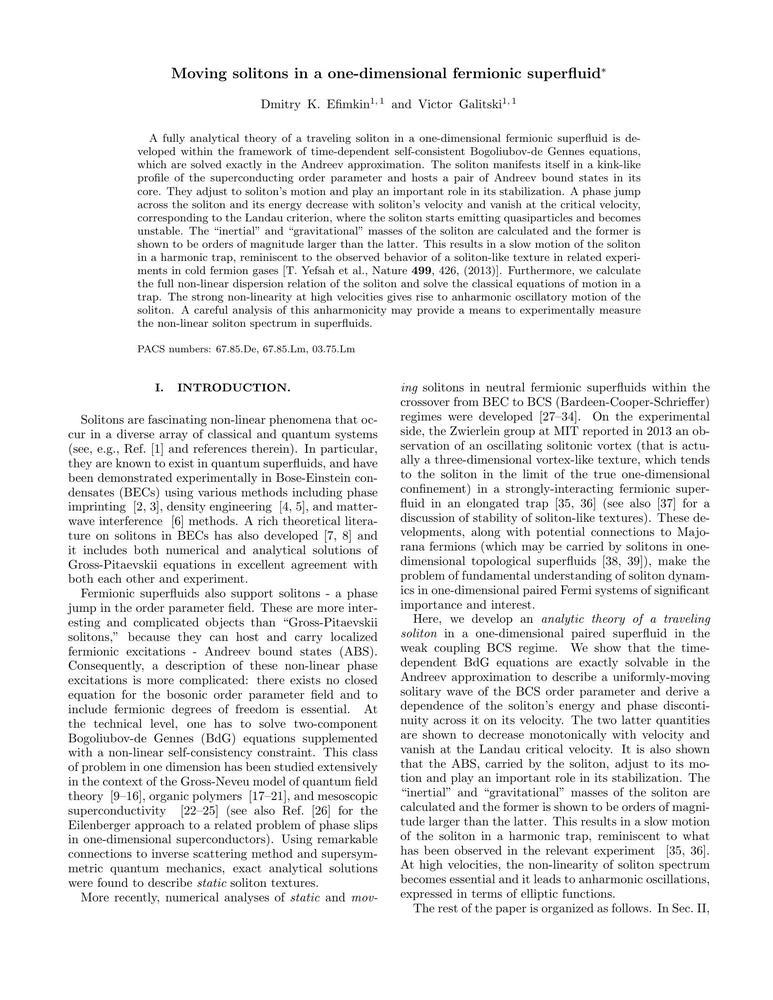 Moving solitons in a one-dimensional fermionic superfluid*
Dmitry K. Efimkin1, 1 and Victor Galitski1, 1
A fully analytical theory of a traveling soliton in a one-dimensional fermionic superfluid is de-
veloped within the framework of time-dependent self-consistent Bogoliubov-de Gennes equations,
which are solved exactly in the Andreev approximation. The soliton manifests itself in a kink-like
profile of the superconducting order parameter and hosts a pair of Andreev bound states in its
core. They adjust to soliton's motion and play an important role in its stabilization. A phase jump
across the soliton and its energy decrease with soliton's velocity and vanish at the critical velocity,
corresponding to the Landau criterion, where the soliton starts emitting quasiparticles and becomes
unstable. The “inertial” and “gravitational” masses of the soliton are calculated and the former is
shown to be orders of magnitude larger than the latter. This results in a slow motion of the soliton
in a harmonic trap, reminiscent to the observed behavior of a soliton-like texture in related experi-
ments in cold fermion gases [T. Yefsah et al., Nature 499, 426, (2013)]. Furthermore, we calculate
the full non-linear dispersion relation of the soliton and solve the classical equations of motion in a
trap. The strong non-linearity at high velocities gives rise to anharmonic oscillatory motion of the
soliton. A careful analysis of this anharmonicity may provide a means to experimentally measure
the non-linear soliton spectrum in superfluids.
PACS numbers: 67.85.De, 67.85.Lm, 03.75.Lm
I. INTRODUCTION.
Solitons are fascinating non-linear phenomena that oc-
cur in a diverse array of classical and quantum systems
(see, e.g., Ref. [1] and references therein). In particular,
they are known to exist in quantum superfluids, and have
been demonstrated experimentally in Bose-Einstein con-
densates (BECs) using various methods including phase
imprinting [2, 3], density engineering [4, 5], and matter-
wave interference [6] methods. A rich theoretical litera-
ture on solitons in BECs has also developed [7, 8] and
it includes both numerical and analytical solutions of
Gross-Pitaevskii equations in excellent agreement with
both each other and experiment.
Fermionic superfluids also support solitons - a phase
jump in the order parameter field. These are more inter-
esting and complicated objects than “Gross-Pitaevskii
solitons,” because they can host and carry localized
fermionic excitations - Andreev bound states (ABS).
Consequently, a description of these non-linear phase
excitations is more complicated: there exists no closed
equation for the bosonic order parameter field and to
include fermionic degrees of freedom is essential. At
the technical level, one has to solve two-component
Bogoliubov-de Gennes (BdG) equations supplemented
with a non-linear self-consistency constraint. This class
of problem in one dimension has been studied extensively
in the context of the Gross-Neveu model of quantum field
theory [9–16], organic polymers [17–21], and mesoscopic
superconductivity [22–25] (see also Ref. [26] for the
Eilenberger approach to a related problem of phase slips
in one-dimensional superconductors). Using remarkable
connections to inverse scattering method and supersym-
metric quantum mechanics, exact analytical solutions
were found to describe static soliton textures.
More recently, numerical analyses of static and mov-
ing solitons in neutral fermionic superfluids within the
crossover from BEC to BCS (Bardeen-Cooper-Schrieffer)
regimes were developed [27–34]. On the experimental
side, the Zwierlein group at MIT reported in 2013 an ob-
servation of an oscillating solitonic vortex (that is actu-
ally a three-dimensional vortex-like texture, which tends
to the soliton in the limit of the true one-dimensional
confinement) in a strongly-interacting fermionic super-
fluid in an elongated trap [35, 36] (see also [37] for a
discussion of stability of soliton-like textures). These de-
velopments, along with potential connections to Majo-
rana fermions (which may be carried by solitons in one-
dimensional topological superfluids [38, 39]), make the
problem of fundamental understanding of soliton dynam-
ics in one-dimensional paired Fermi systems of significant
importance and interest.
Here, we develop an analytic theory of a traveling
soliton in a one-dimensional paired superfluid in the
weak coupling BCS regime. We show that the time-
dependent BdG equations are exactly solvable in the
Andreev approximation to describe a uniformly-moving
solitary wave of the BCS order parameter and derive a
dependence of the soliton's energy and phase disconti-
nuity across it on its velocity. The two latter quantities
are shown to decrease monotonically with velocity and
vanish at the Landau critical velocity. It is also shown
that the ABS, carried by the soliton, adjust to its mo-
tion and play an important role in its stabilization. The
“inertial” and “gravitational” masses of the soliton are
calculated and the former is shown to be orders of magni-
tude larger than the latter. This results in a slow motion
of the soliton in a harmonic trap, reminiscent to what
has been observed in the relevant experiment [35, 36].
At high velocities, the non-linearity of soliton spectrum
becomes essential and it leads to anharmonic oscillations,
expressed in terms of elliptic functions.
The rest of the paper is organized as follows. In Sec. II,